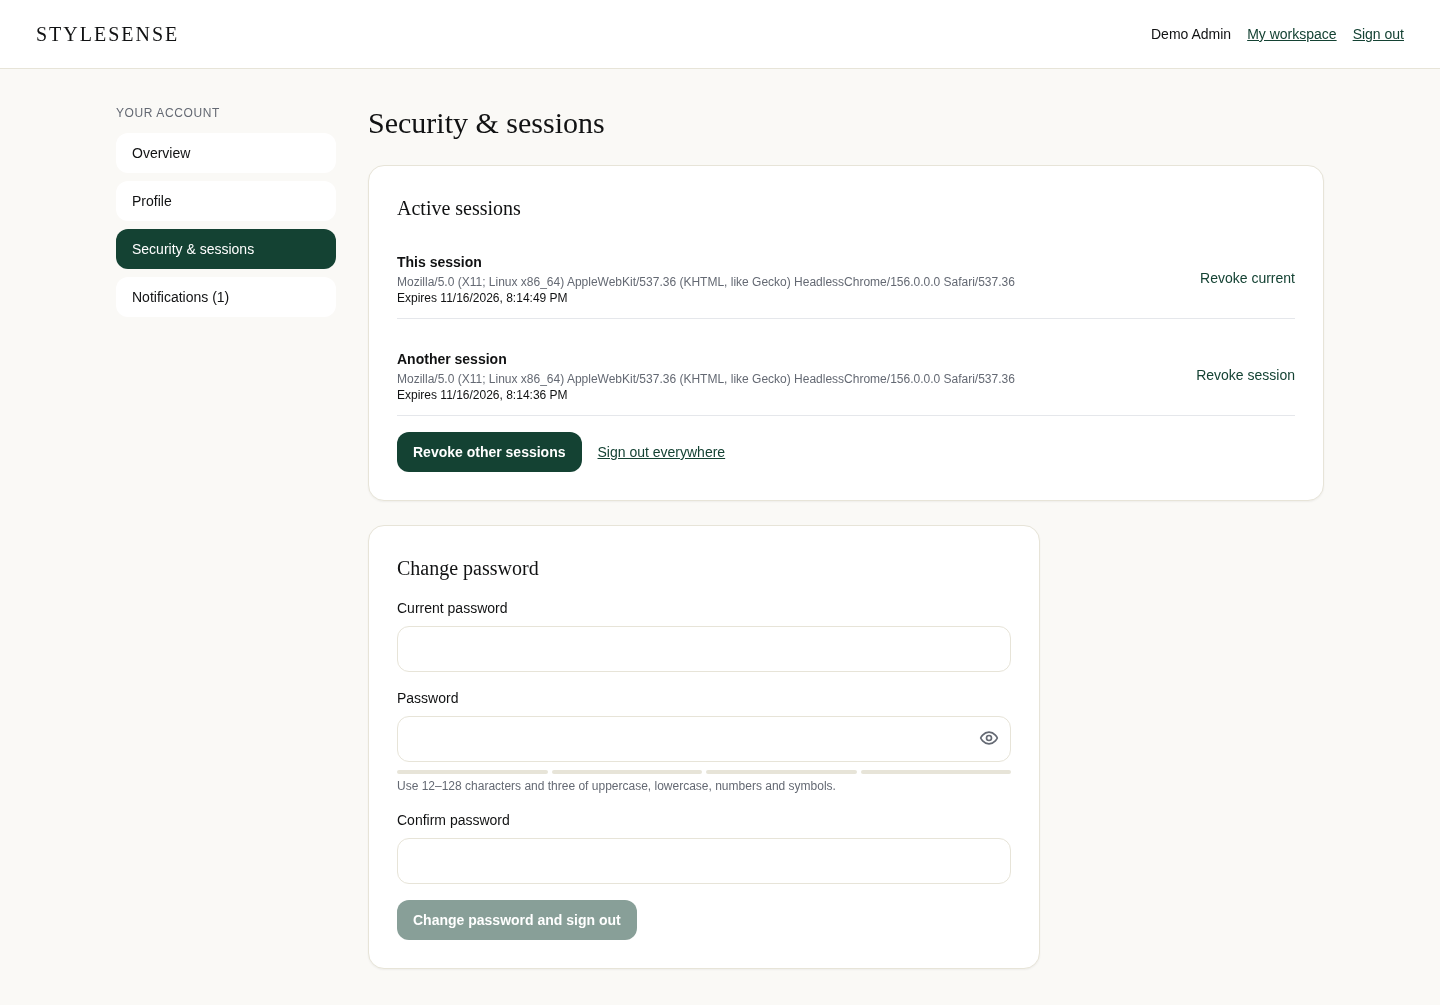 STYLESENSE
Demo Admin My workspace Sign out
YOUR ACCOUNT
Overview
Profile
Security & sessions
Notifications (1)
Security & sessions
Active sessions
This session
Mozilla/5.0 (X11; Linux x86_64) AppleWebKit/537.36 (KHTML, like Gecko) HeadlessChrome/156.0.0.0 Safari/537.36
Expires 11/16/2026, 8:14:49 PM
Revoke current
Another session
Mozilla/5.0 (X11; Linux x86_64) AppleWebKit/537.36 (KHTML, like Gecko) HeadlessChrome/156.0.0.0 Safari/537.36
Expires 11/16/2026, 8:14:36 PM
Revoke session
Revoke other sessions Sign out everywhere
Change password
Current password
Password
Use 12–128 characters and three of uppercase, lowercase, numbers and symbols.
Confirm password
Change password and sign out